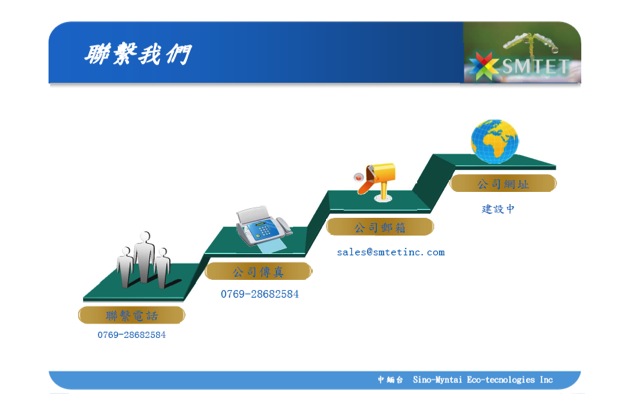 聯繫我們
SMTET
公司網址
建設中
公司郵箱
sales@smtetinc.com
公司傳真
0769-28682584
聯繫電話
0769-28682584
中緬台 Sino-Myntai Eco-tecnologies Inc